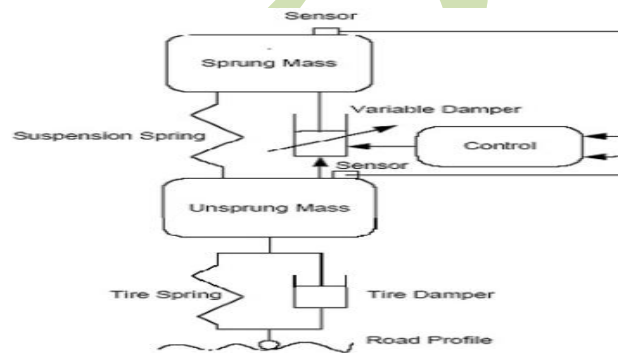 Sensor
Sprung Mass
Variable Damper
Suspension Spring
Control
Sensor
Unsprung Mass
Tire Spring
Tire Damper
Road Profile